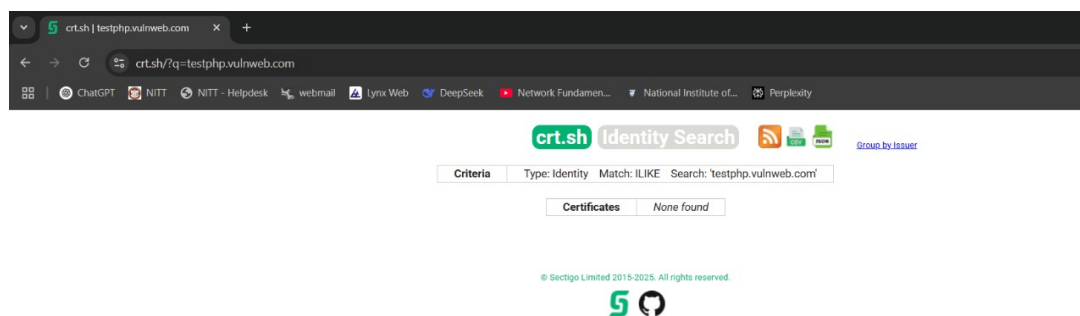 crt.sh | testphp.vulnweb.com
crt.sh/?q=testphp.vulnweb.com
ChatGPT NITT NITT - Helpdesk webmail Lynx Web DeepSeek Network Fundamen... National Institute of... Perplexity
crt.sh Identity Search CSV JSON Group by Issuer
Criteria Type: Identity Match: ILIKE Search: 'testphp.vulnweb.com'
Certificates None found
© Sectigo Limited 2015-2025. All rights reserved.